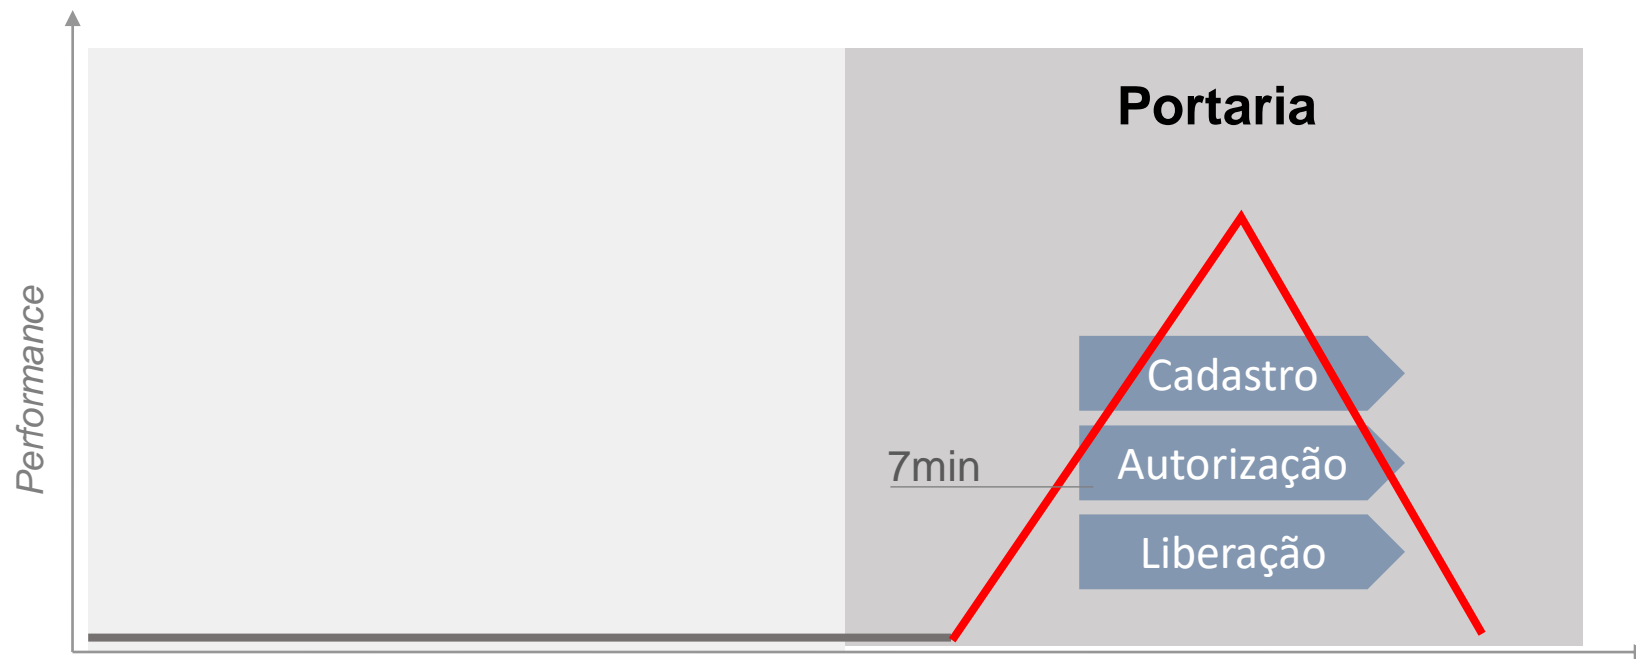 Portaria
Performance
Cadastro
7min
Autorização
Liberação